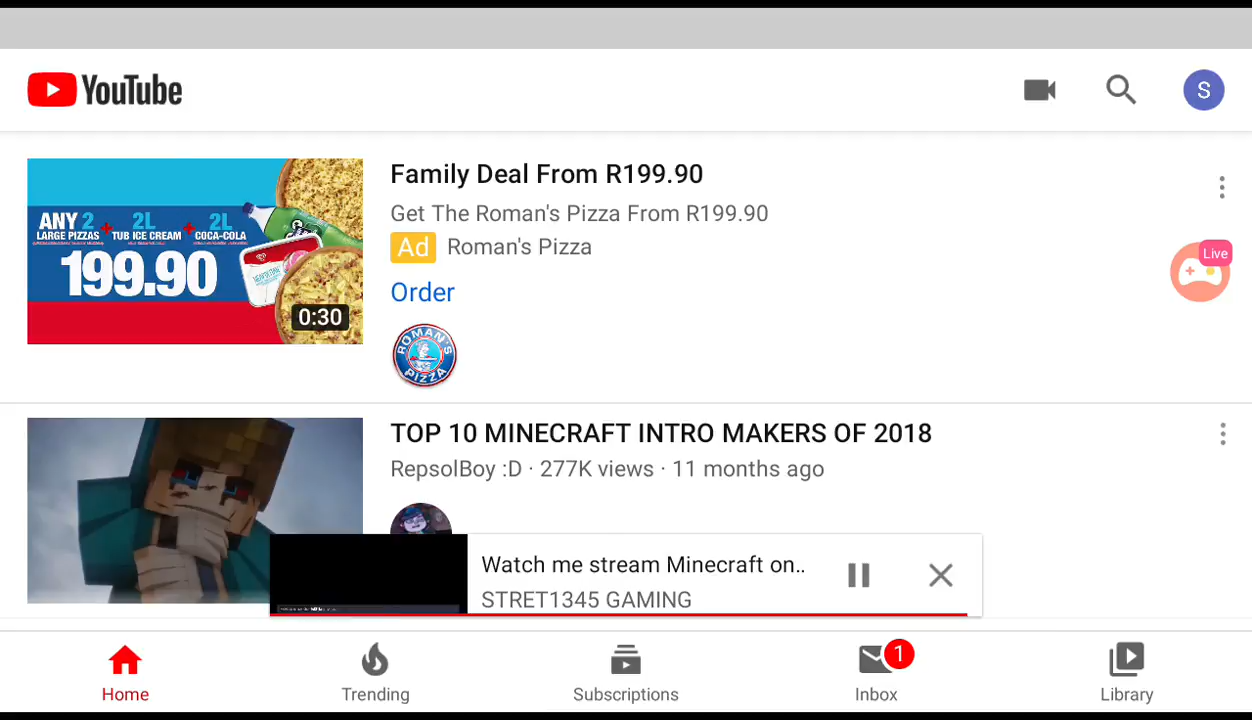 YouTube
S
Family Deal From R199.90
Get The Roman's Pizza From R199.90
Ad Roman's Pizza
Order
ANY 2 + 2L + 2L
LARGE PIZZAS TUB ICE CREAM COCA-COLA
199.90
0:30
Live
ROMAN'S
PIZZA
TOP 10 MINECRAFT INTRO MAKERS OF 2018
RepsolBoy :D · 277K views · 11 months ago
Watch me stream Minecraft on..
STRET1345 GAMING
1
Home
Trending
Subscriptions
Inbox
Library